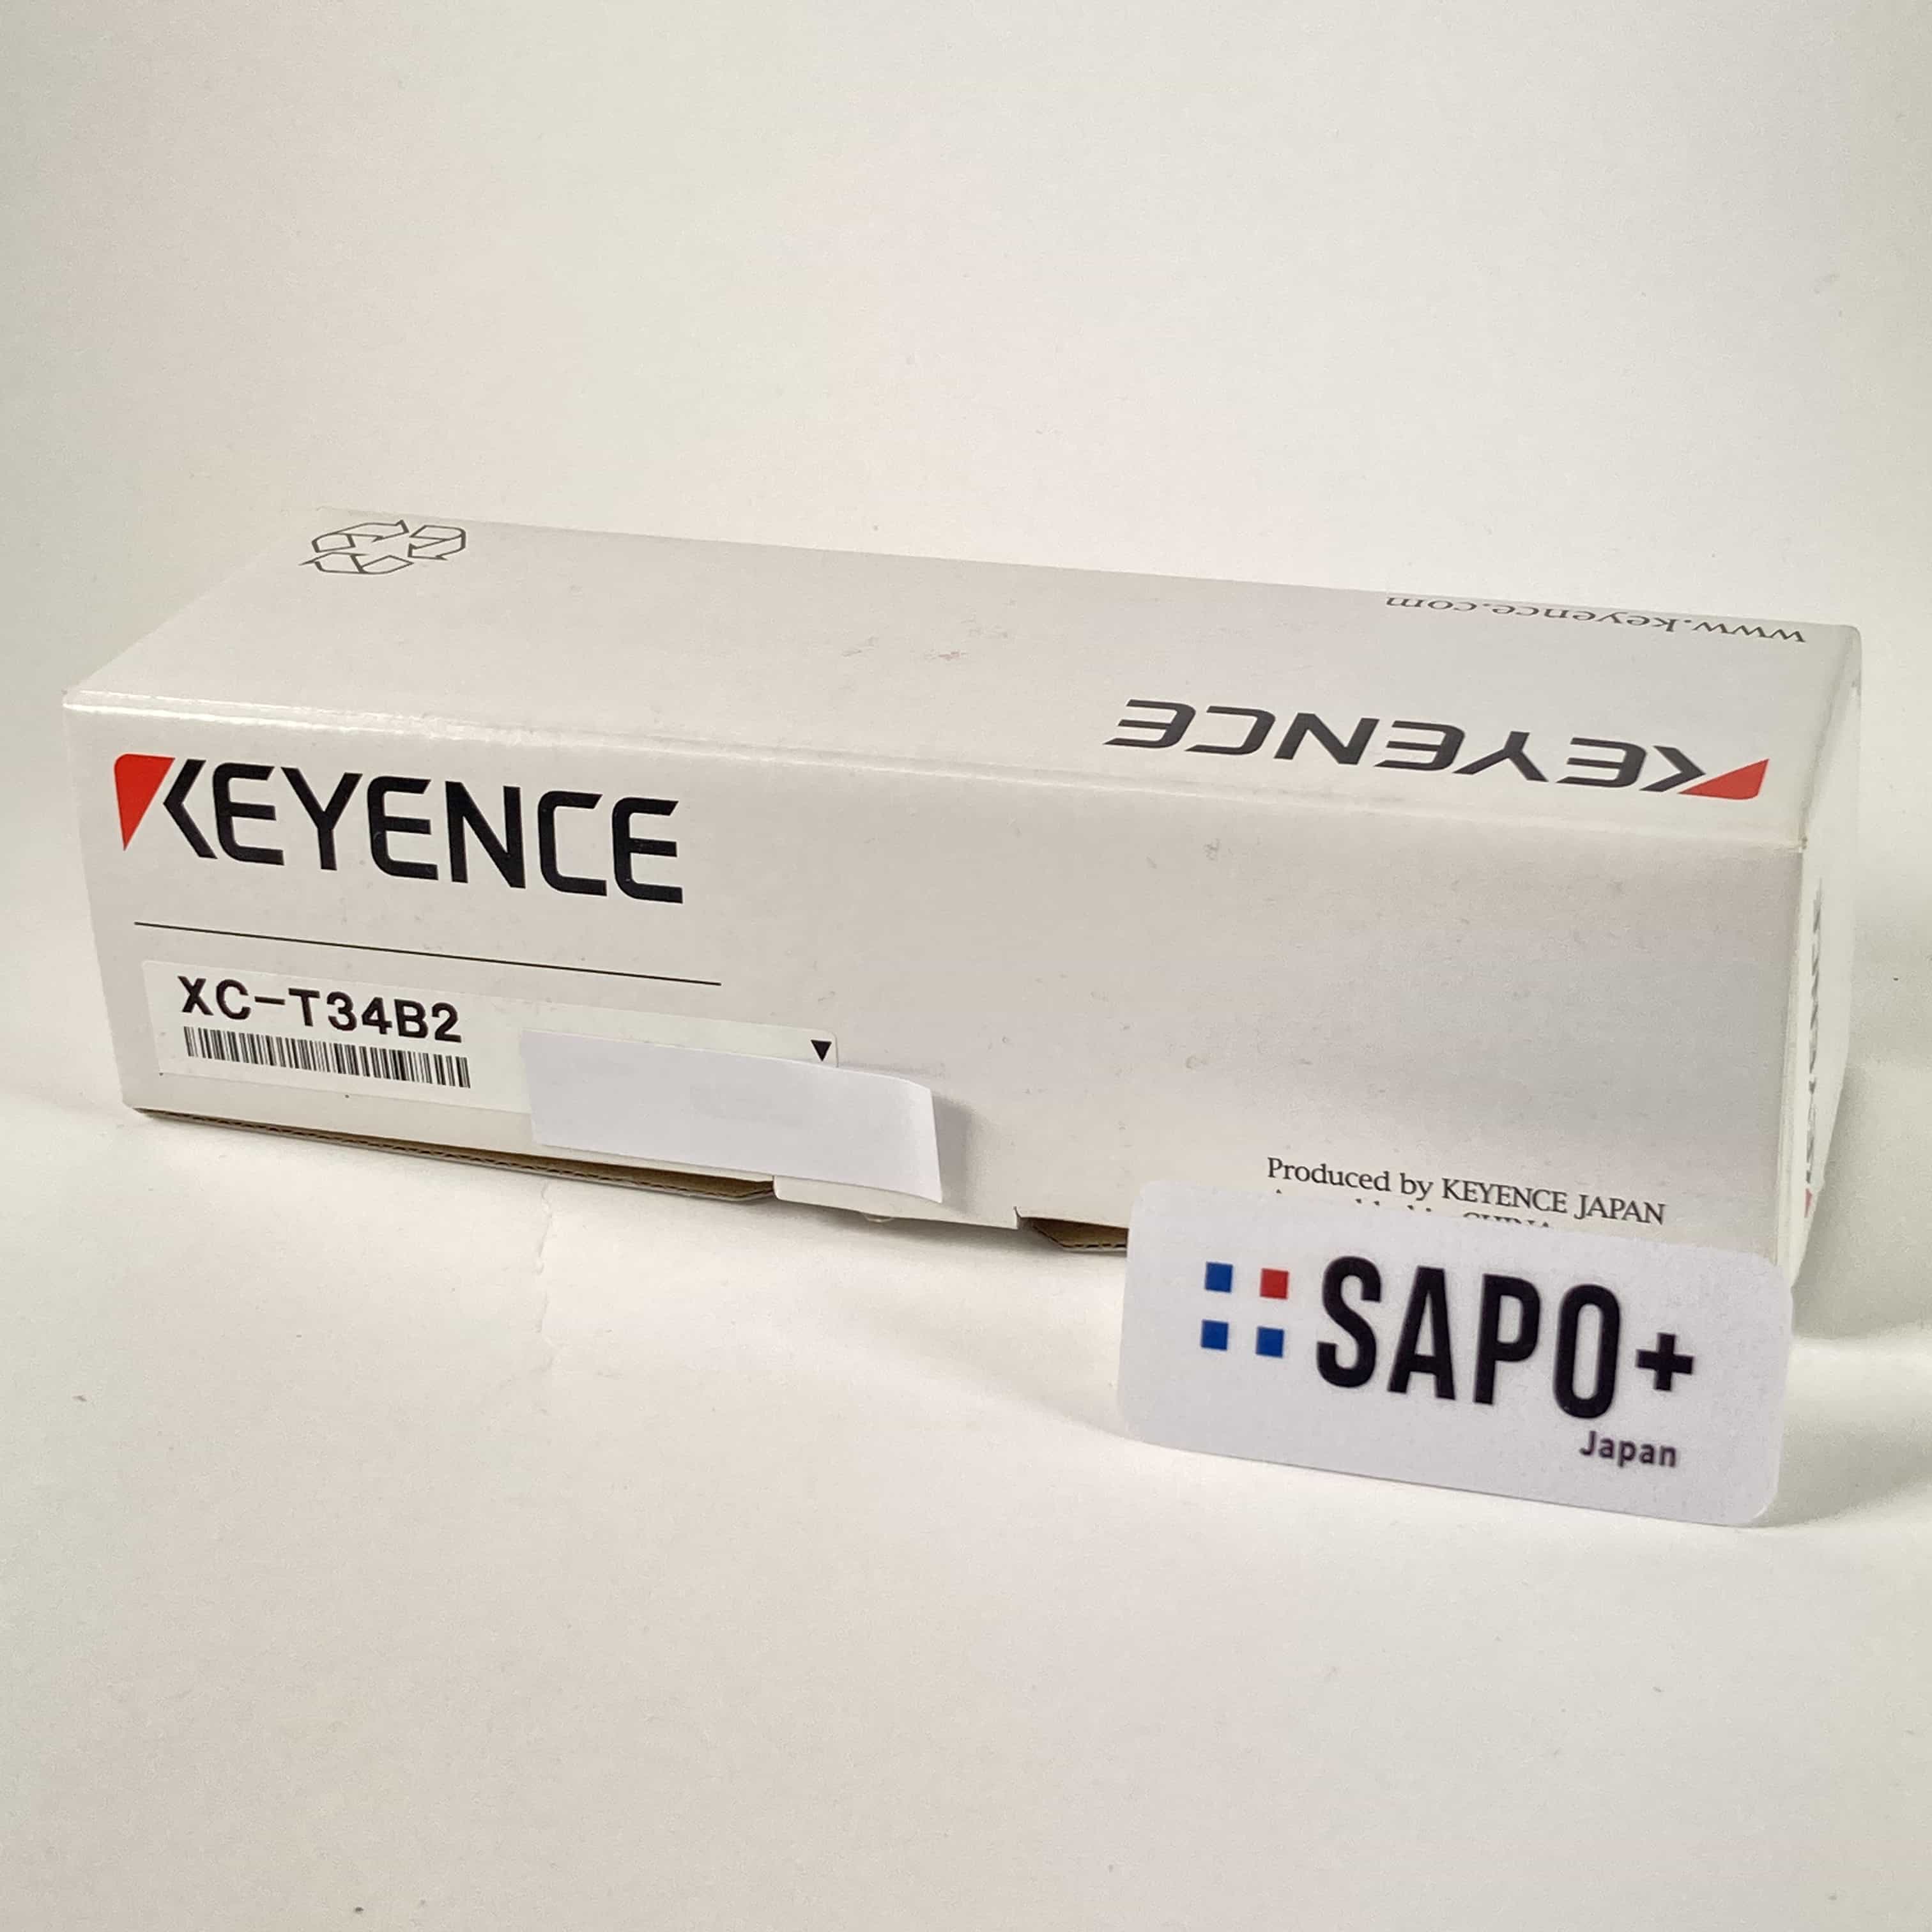 www.keyence.com
KEYENCE
KEYENCE
XC-T34B2
Produced by KEYENCE JAPAN
SAPO+
Japan